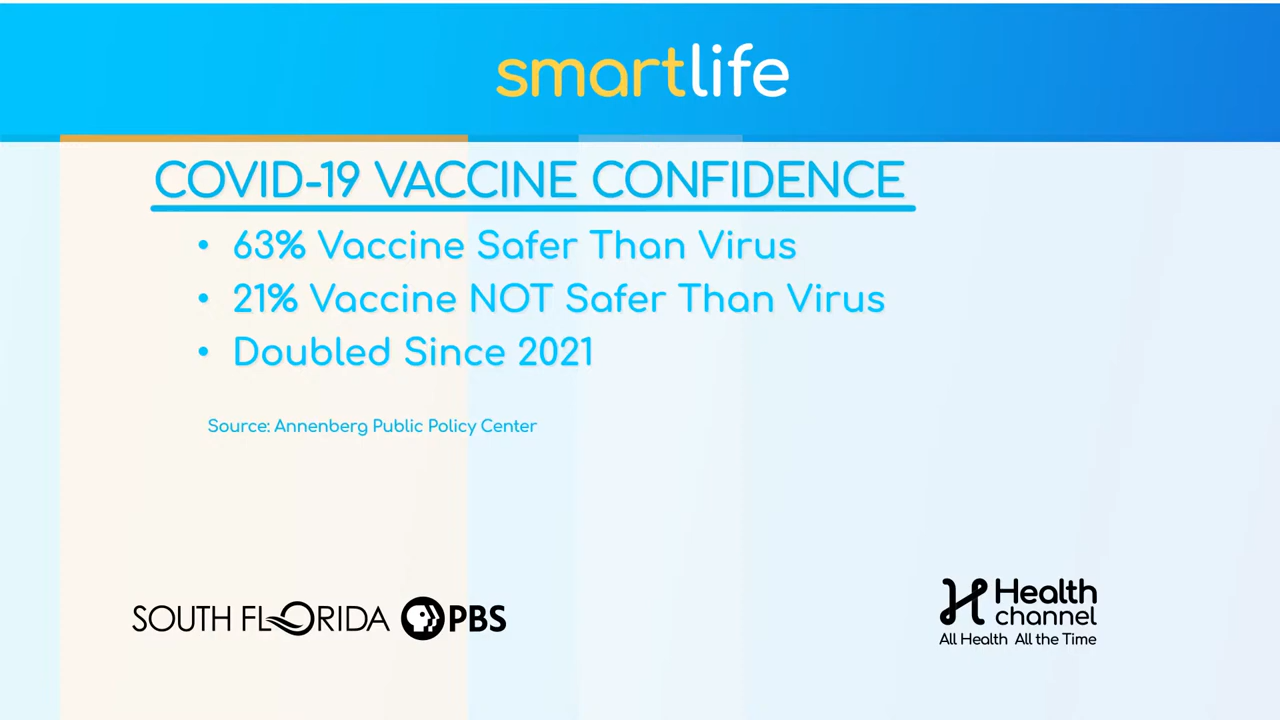 smartlife
COVID-19 VACCINE CONFIDENCE
• 63% Vaccine Safer Than Virus
• 21% Vaccine NOT Safer Than Virus
• Doubled Since 2021
Source: Annenberg Public Policy Center
SOUTH FLORIDA PBS
Health
channel
All Health All the Time